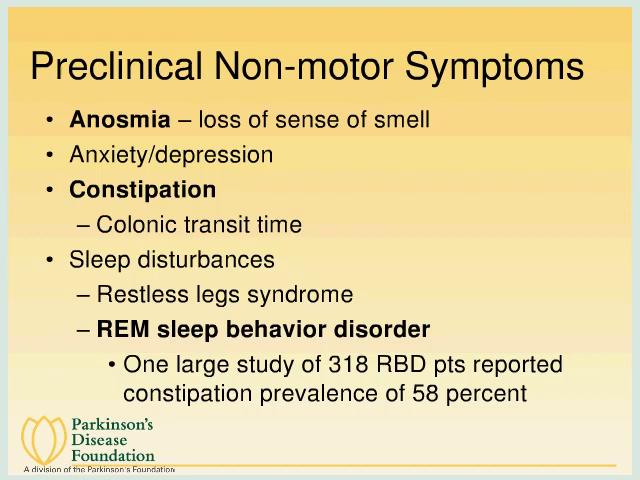 Preclinical Non-motor Symptoms
• Anosmia – loss of sense of smell
• Anxiety/depression
• Constipation
– Colonic transit time
• Sleep disturbances
– Restless legs syndrome
– REM sleep behavior disorder
• One large study of 318 RBD pts reported
constipation prevalence of 58 percent
Parkinson's
Disease
Foundation
A division of the Parkinson's Foundation